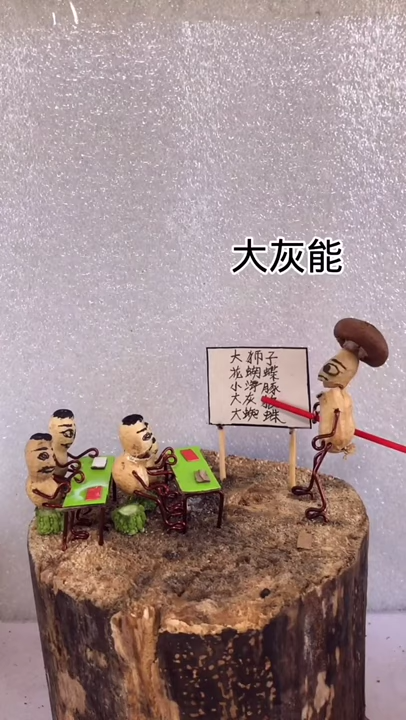 大灰能
大狮子
花蝴蝶
小海豚
大灰
大蜘蛛